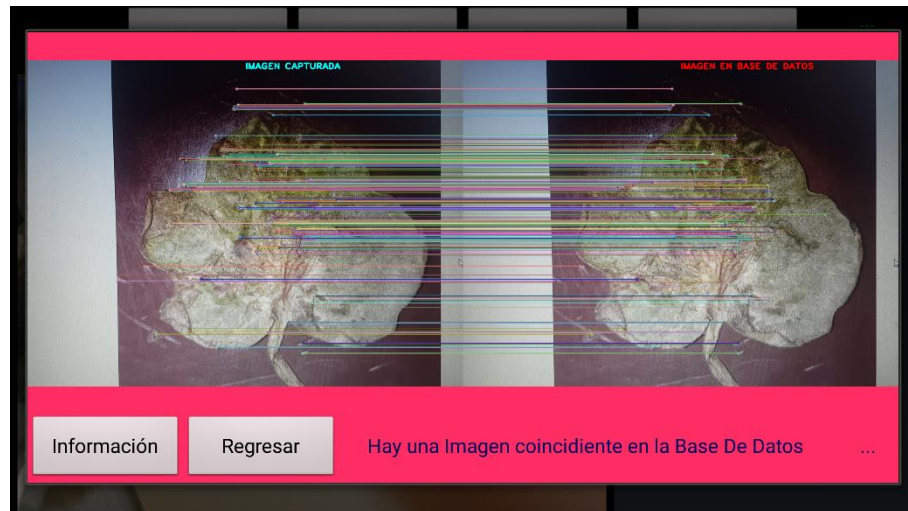 ...
IMAGEN CAPTURADA
IMAGEN EN BASE DE DATOS
Información
Regresar
Hay una Imagen coincidiente en la Base De Datos
...